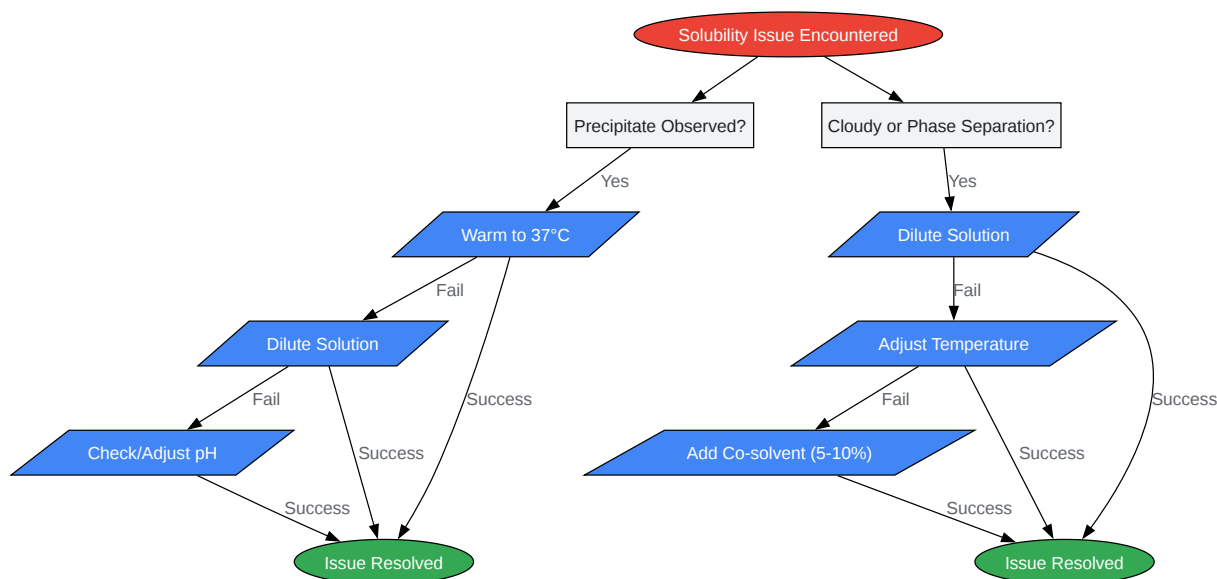 Solubility Issue Encountered
Precipitate Observed?
Cloudy or Phase Separation?
Yes
Yes
Warm to 37°C
Dilute Solution
Fail
Fail
Dilute Solution
Adjust Temperature
Fail
Success
Fail
Success
Check/Adjust pH
Success
Add Co-solvent (5-10%)
Success
Success
Success
Issue Resolved
Issue Resolved